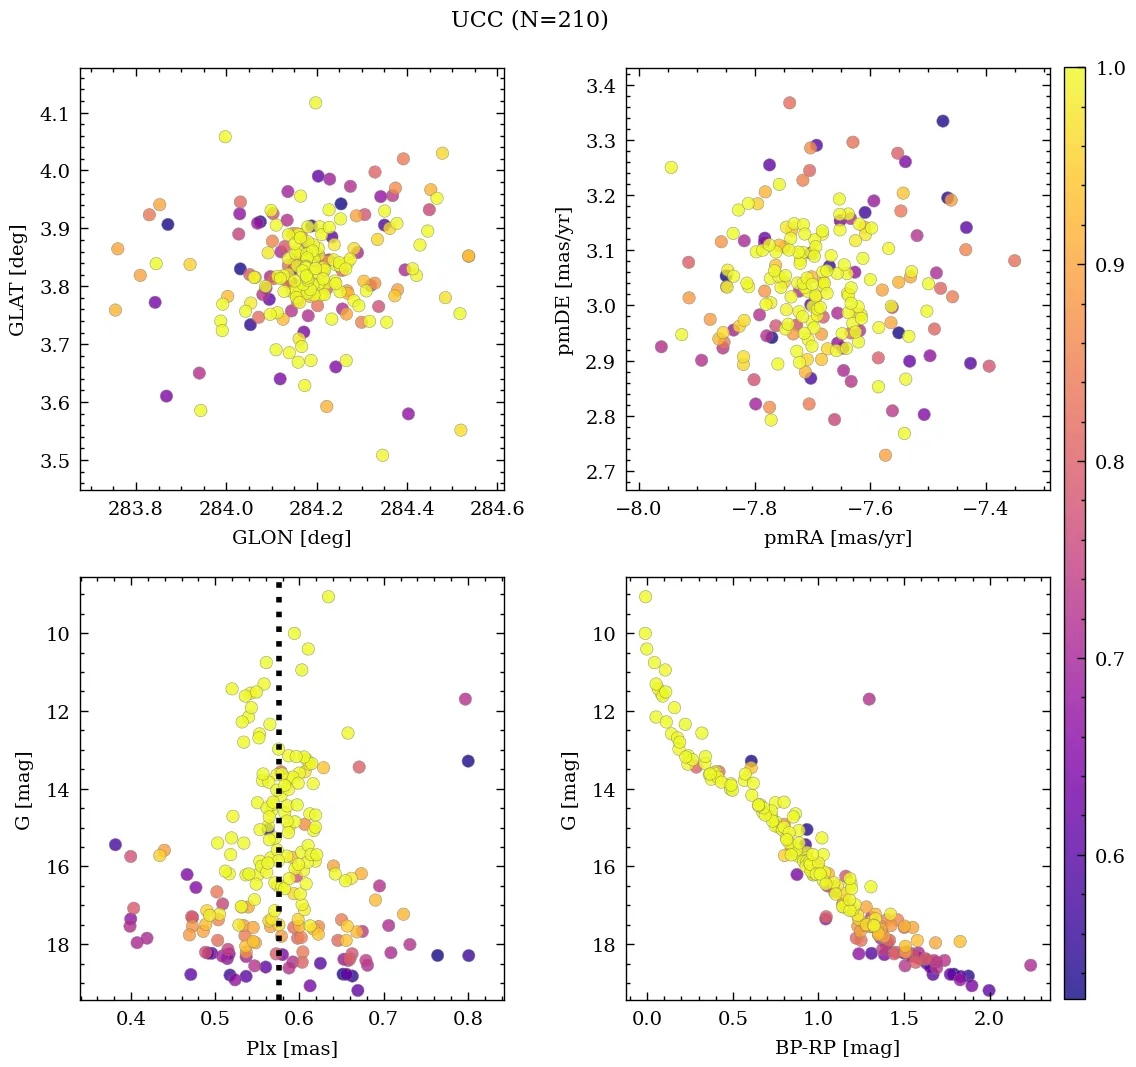 UCC (N=210)
4.1
4.0
3.9
3.8
3.7
3.6
3.5
GLAT [deg]
283.8 284.0 284.2 284.4 284.6
GLON [deg]
3.4
3.3
3.2
3.1
3.0
2.9
2.8
2.7
pmDE [mas/yr]
−8.0 −7.8 −7.6 −7.4
pmRA [mas/yr]
1.0
0.9
0.8
0.7
0.6
10
12
14
16
18
G [mag]
0.4 0.5 0.6 0.7 0.8
Plx [mas]
10
12
14
16
18
G [mag]
0.0 0.5 1.0 1.5 2.0
BP-RP [mag]